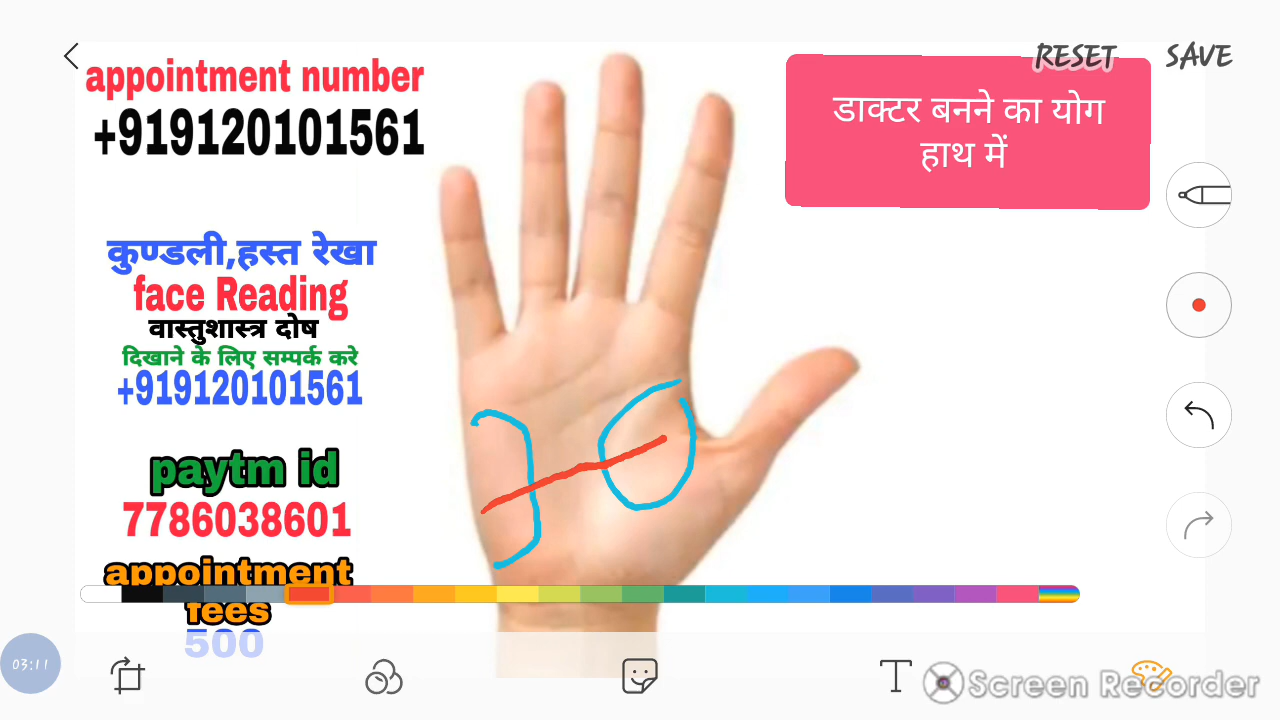 appointment number
+919120101561
कुण्डली,हस्त रेखा
face Reading
वास्तुशास्त्र दोष
दिखाने के लिए सम्पर्क करे
+919120101561
paytm id
7786038601
appointment
fees
500
RESET SAVE
डाक्टर बनने का योग
हाथ में
03:11
T
Screen Recorder